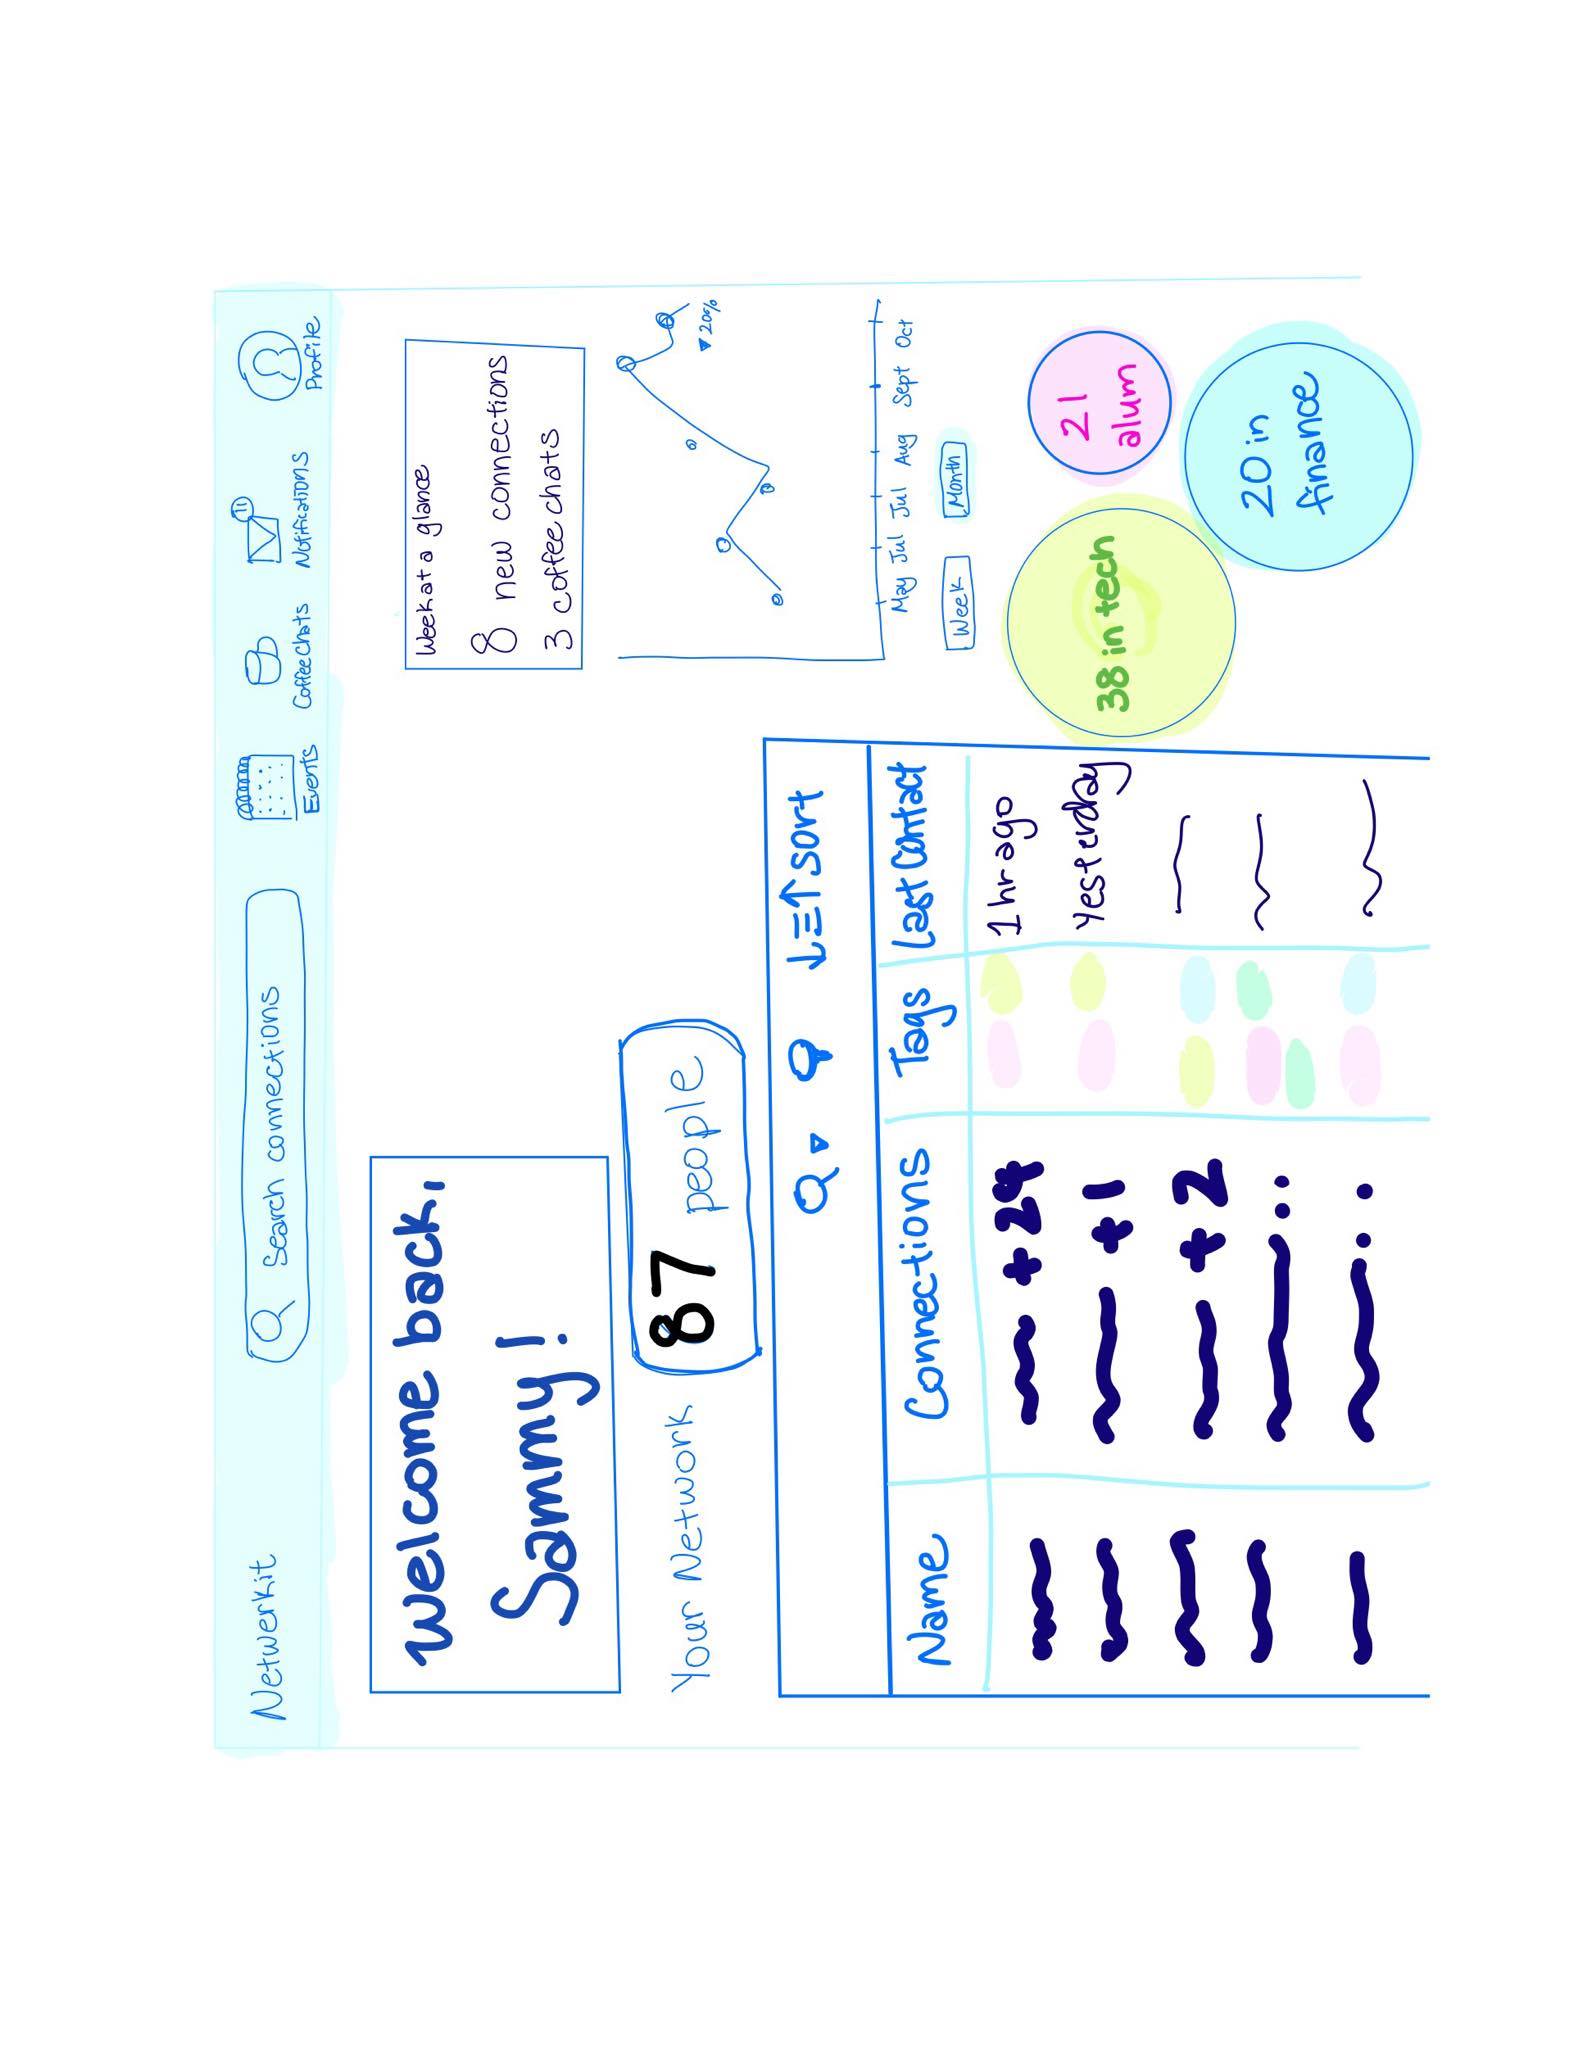 Netwerkit
Search connections
Events
Coffee Chats
Notifications
11
Profile
Welcome back,
Sammy!
Week at a glance
8 new connections
3 coffee chats
Your Network
87 people
▼20%
May Jul Jul Aug Sept Oct
Week
Month
sort
Name Connections Tags Last Contact
1 hr ago
+1
Yesterday
+2
38 in tech
21
alum
20 in
finance